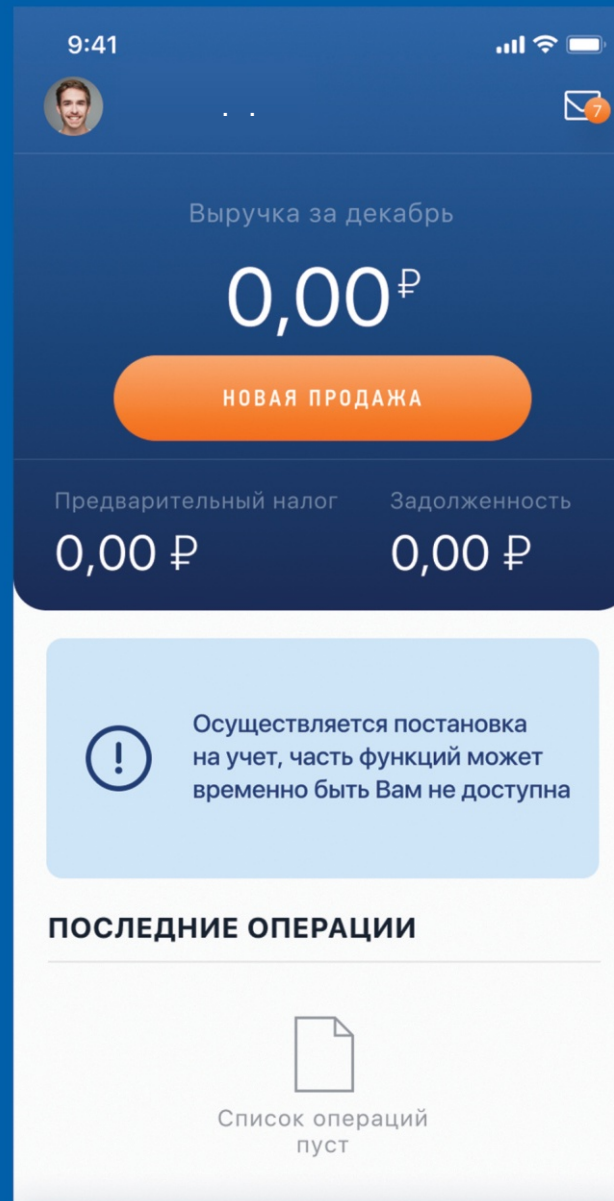 9:41
. .
7
Выручка за декабрь
0,00 ₽
НОВАЯ ПРОДАЖА
Предварительный налог
Задолженность
0,00 ₽
0,00 ₽
Осуществляется постановка
на учет, часть функций может
временно быть Вам не доступна
ПОСЛЕДНИЕ ОПЕРАЦИИ
Список операций
пуст